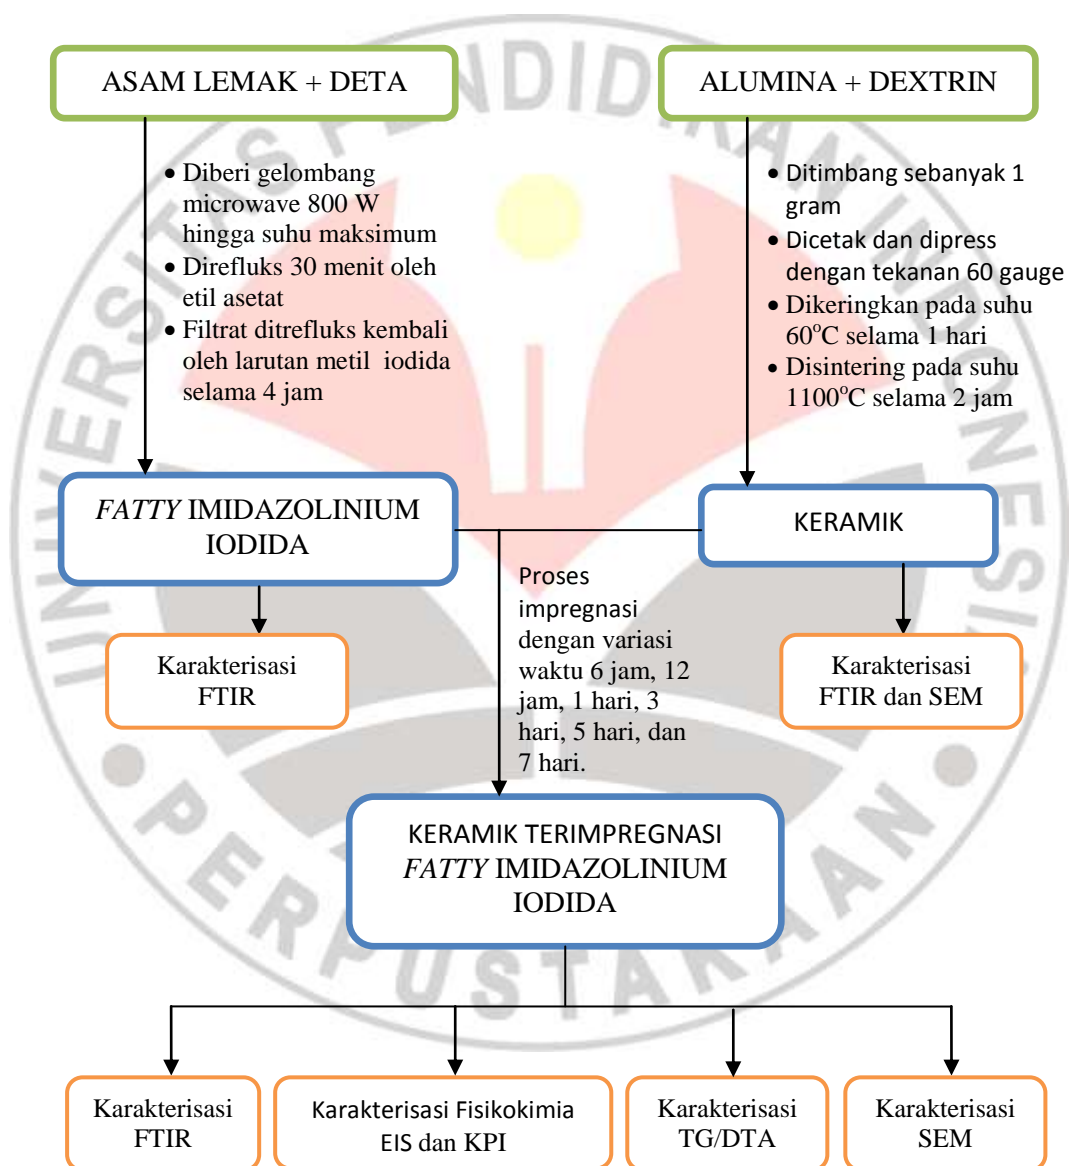 ASAM LEMAK + DETA
ALUMINA + DEXTRIN
• Diberi gelombang
microwave 800 W
hingga suhu maksimum
• Direfluks 30 menit oleh
etil asetat
• Filtrat ditrefluks kembali
oleh larutan metil iodida
selama 4 jam
• Ditimbang sebanyak 1
gram
• Dicetak dan dipress
dengan tekanan 60 gauge
• Dikeringkan pada suhu
60°C selama 1 hari
• Disintering pada suhu
1100°C selama 2 jam
FATTY IMIDAZOLINIUM
IODIDA
KERAMIK
Karakterisasi
FTIR
Proses
impregnasi
dengan variasi
waktu 6 jam, 12
jam, 1 hari, 3
hari, 5 hari, dan
7 hari.
Karakterisasi
FTIR dan SEM
KERAMIK TERIMPREGNASI
FATTY IMIDAZOLINIUM
IODIDA
Karakterisasi
FTIR
Karakterisasi Fisikokimia
EIS dan KPI
Karakterisasi
TG/DTA
Karakterisasi
SEM
UNIVERSITAS PENDIDIKAN INDONESIA
PERPUSTAKAAN